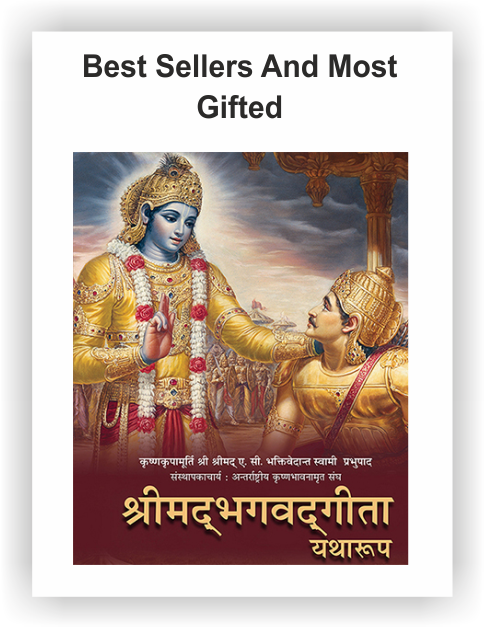 Best Sellers And Most
Gifted
कृष्णकृपामूर्ति श्री श्रीमद् ए. सी. भक्तिवेदान्त स्वामी प्रभुपाद
संस्थापकाचार्य : अन्तर्राष्ट्रीय कृष्णभावनामृत संघ
श्रीमद्भगवद्गीता
यथारूप